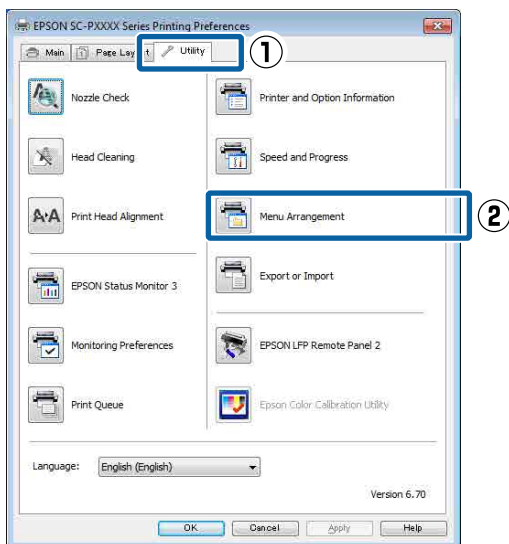 EPSON SC-PXXXX Series Printing Preferences
Main Page Lay t Utility ①
Nozzle Check Printer and Option Information
Head Cleaning Speed and Progress
Print Head Alignment Menu Arrangement ②
EPSON Status Monitor 3 Export or Import
Monitoring Preferences EPSON LFP Remote Panel 2
Print Queue Epson Color Calibration Utility
Language: English (English)
Version 6.70
OK Cancel Apply Help